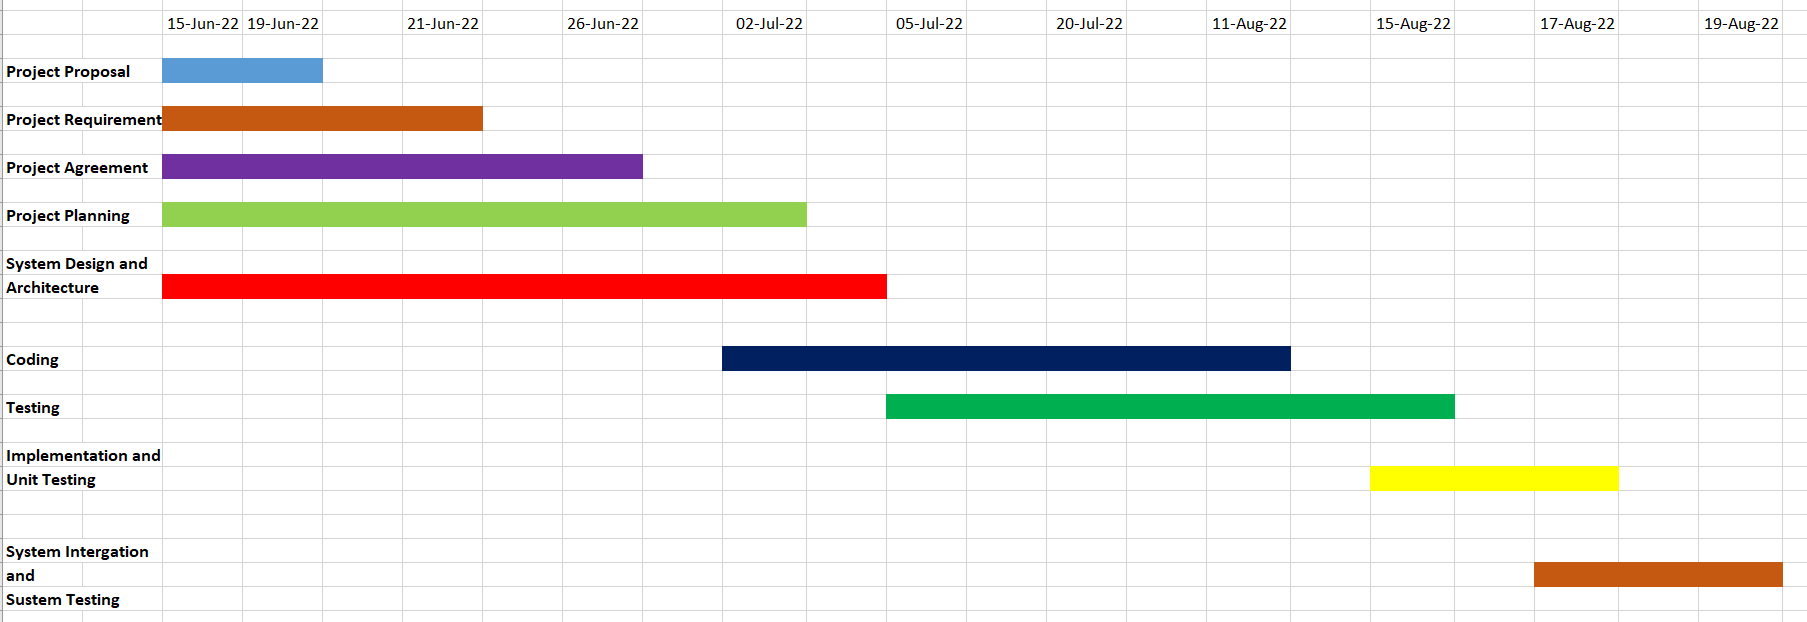 15-Jun-22 19-Jun-22 21-Jun-22 26-Jun-22 02-Jul-22 05-Jul-22 20-Jul-22 11-Aug-22 15-Aug-22 17-Aug-22 19-Aug-22
Project Proposal
Project Requirement
Project Agreement
Project Planning
System Design and
Architecture
Coding
Testing
Implementation and
Unit Testing
System Intergation
and
Sustem Testing